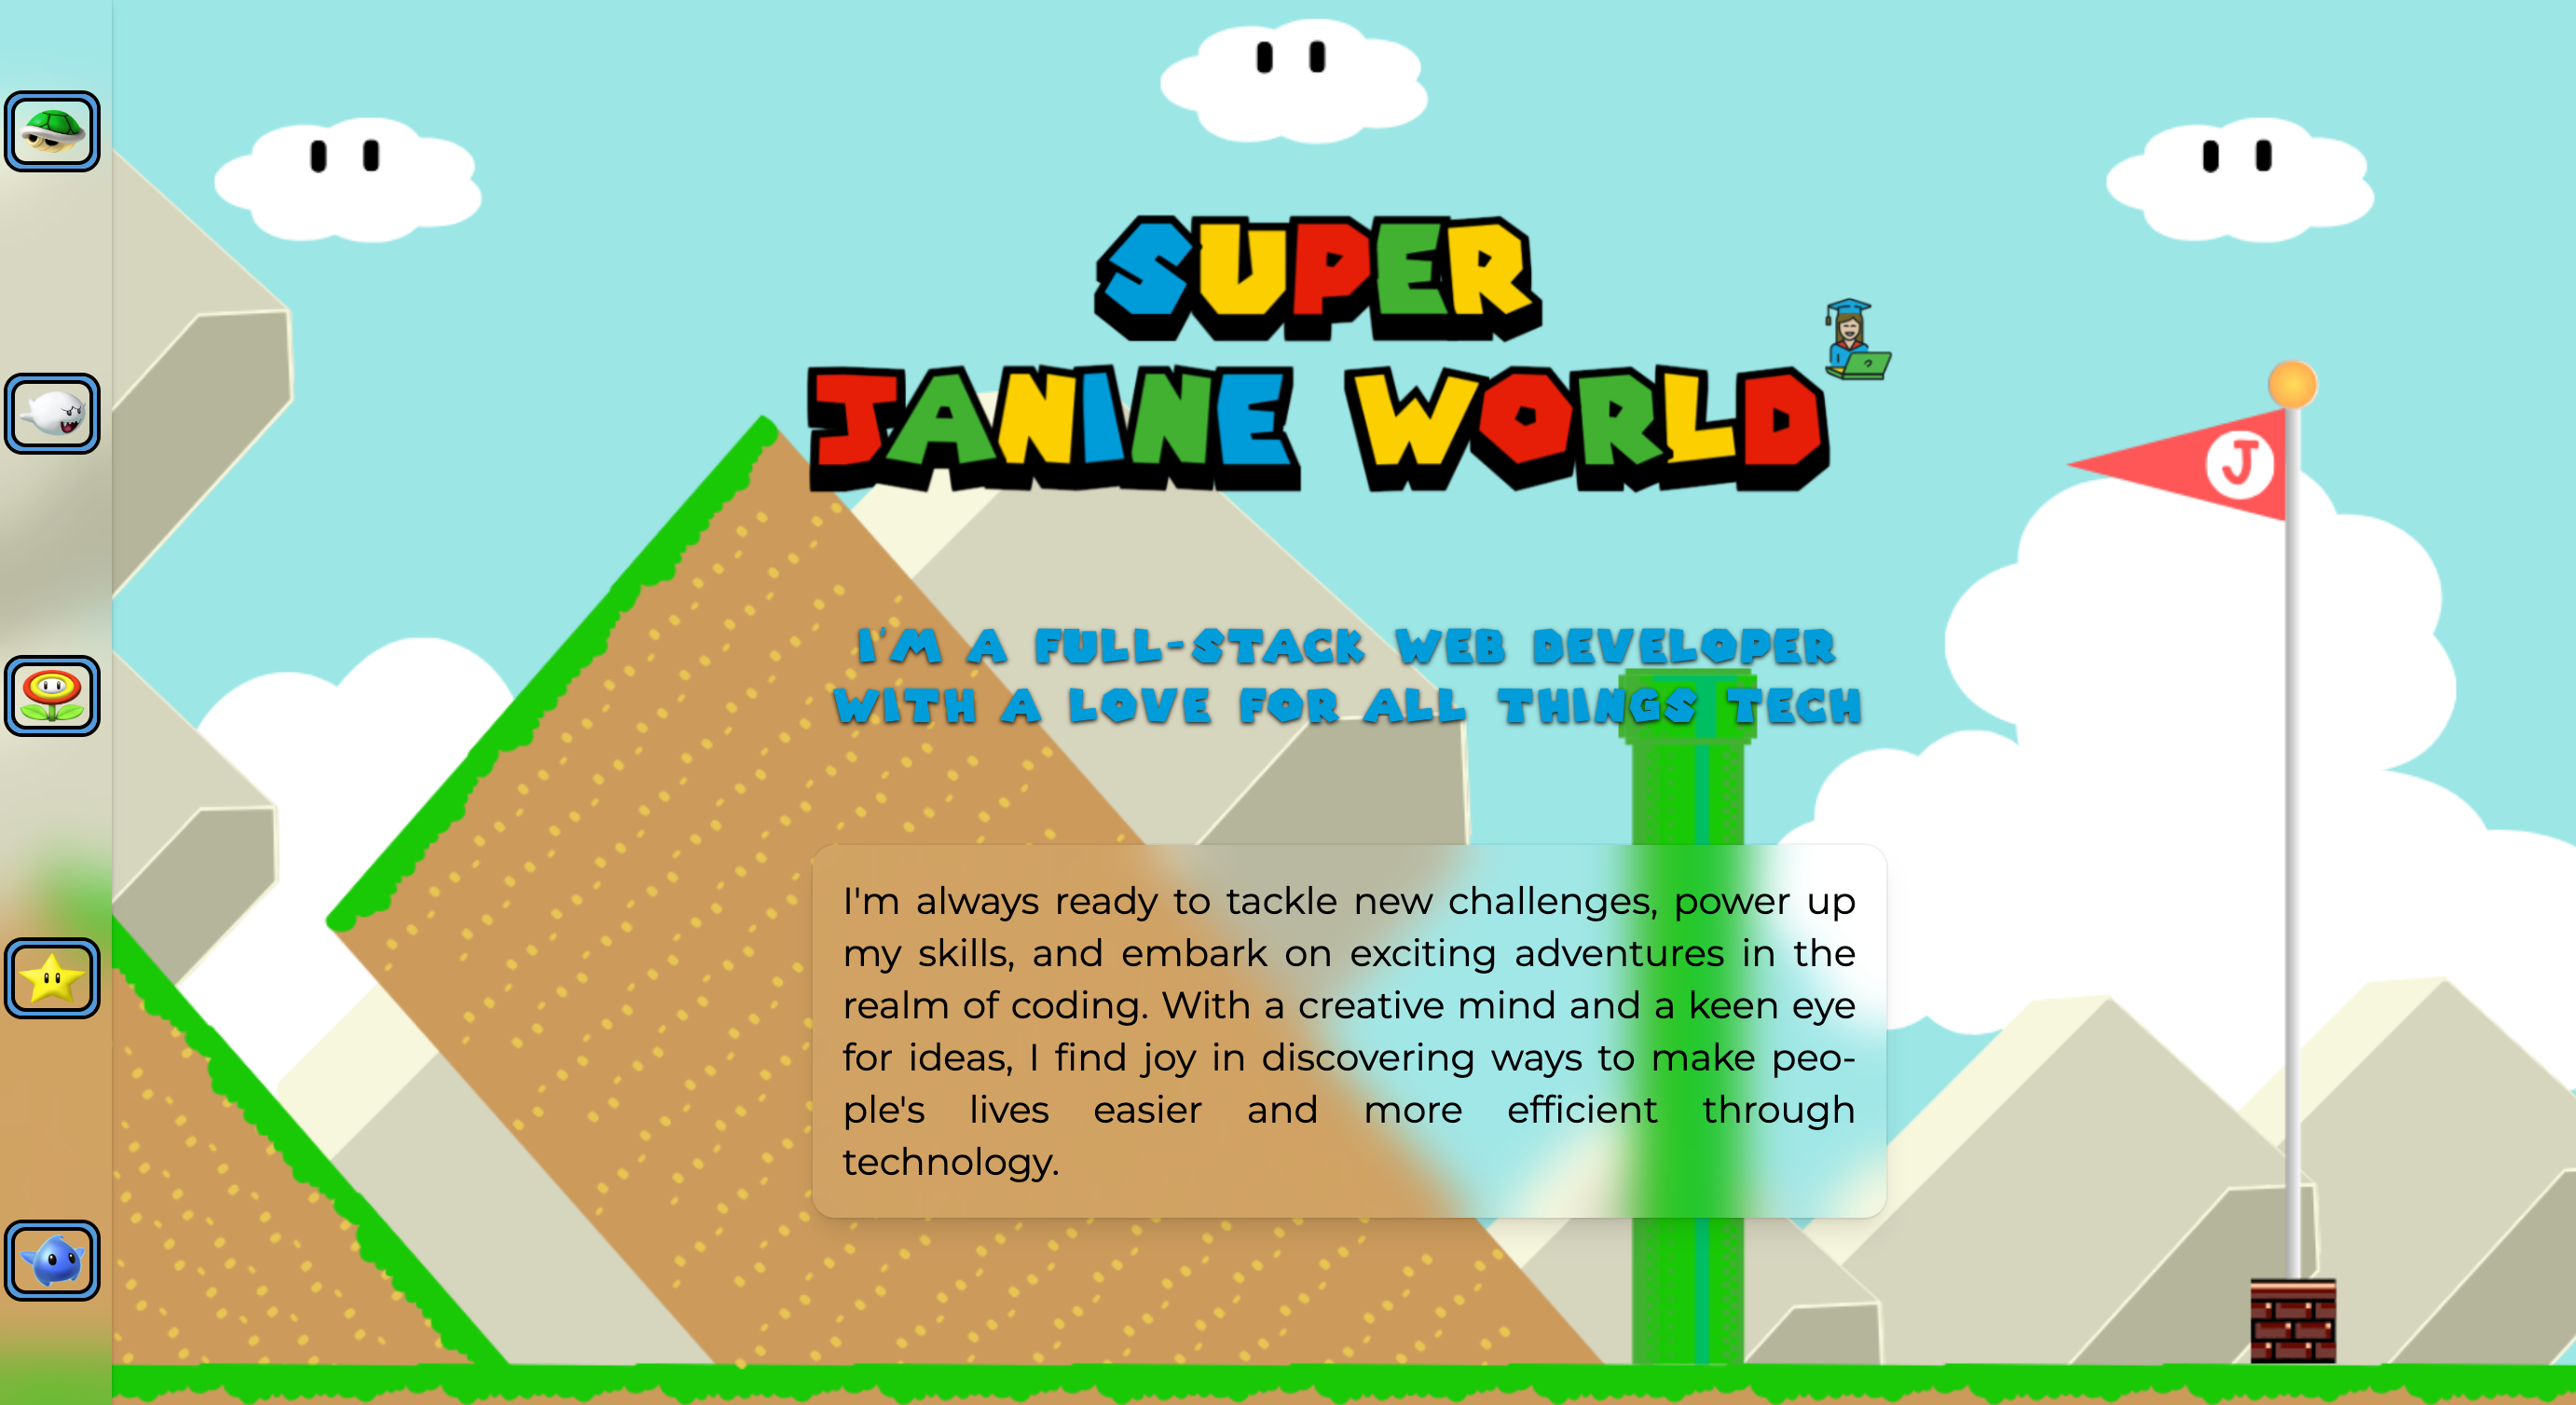 SUPER
JANINE WORLD
J
I'M A FULL-STACK WEB DEVELOPER
WITH A LOVE FOR ALL THINGS TECH
I'm always ready to tackle new challenges, power up
my skills, and embark on exciting adventures in the
realm of coding. With a creative mind and a keen eye
for ideas, I find joy in discovering ways to make peo-
ple's lives easier and more efficient through
technology.